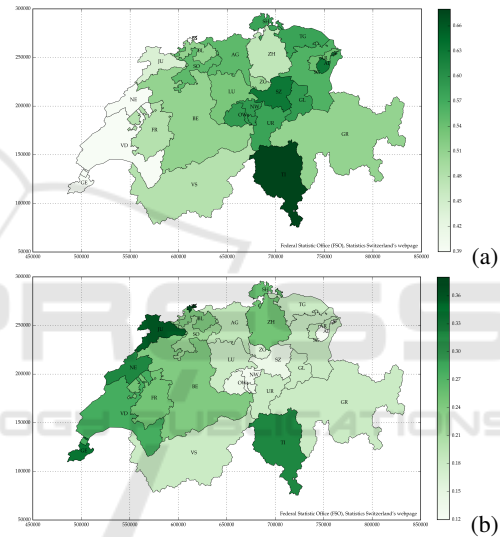 300000
250000
200000
150000
100000
50000
450000 500000 550000 600000 650000 700000 750000 800000 850000
SH
TG
BL
JU
AG
ZH
SO
NE
LU
ZG
SZ
NW
OW
GL
BE
UR
FR
VD
GR
GE
VS
TI
Federal Statistic Office (FSO), Statistics Switzerland's webpage
0.66
0.63
0.60
0.57
0.54
0.51
0.48
0.45
0.42
0.39
(a)
300000
250000
200000
150000
100000
50000
450000 500000 550000 600000 650000 700000 750000 800000 850000
SH
TG
BL
JU
AG
ZH
SO
AR
NE
LU
ZG
SZ
NW
OW
GL
BE
UR
FR
VD
GR
GE
VS
TI
Federal Statistic Office (FSO), Statistics Switzerland's webpage
0.36
0.33
0.30
0.27
0.24
0.21
0.18
0.15
0.12
(b)